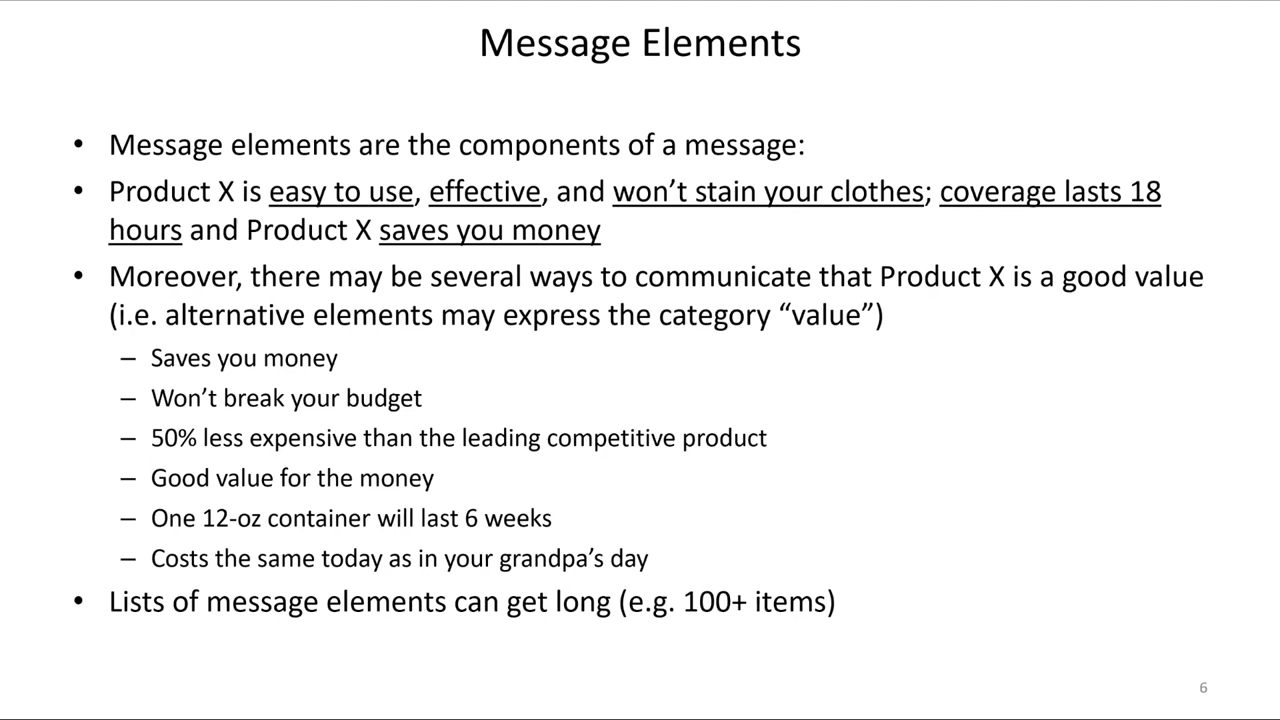 Message Elements
• Message elements are the components of a message:
• Product X is easy to use, effective, and won’t stain your clothes; coverage lasts 18
hours and Product X saves you money
• Moreover, there may be several ways to communicate that Product X is a good value
(i.e. alternative elements may express the category “value”)
– Saves you money
– Won’t break your budget
– 50% less expensive than the leading competitive product
– Good value for the money
– One 12-oz container will last 6 weeks
– Costs the same today as in your grandpa’s day
• Lists of message elements can get long (e.g. 100+ items)
6